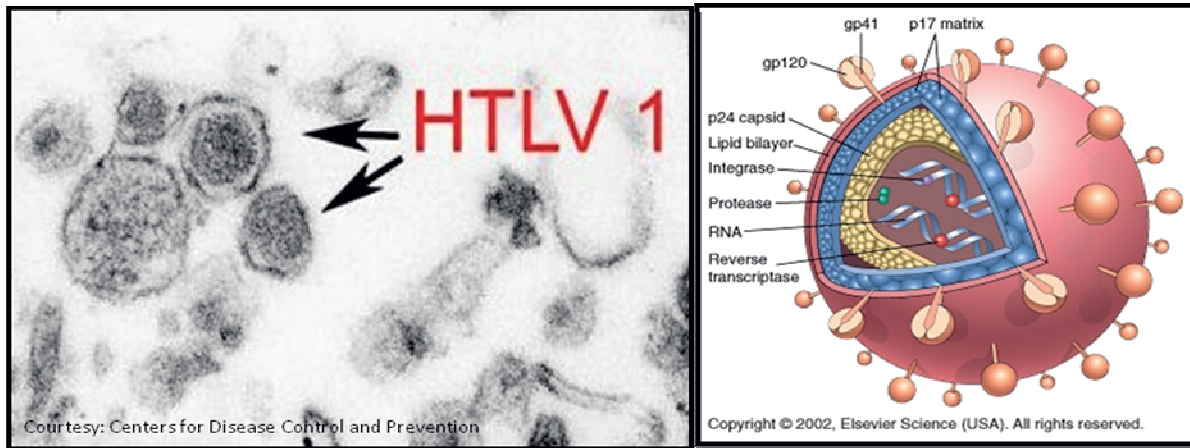 HTLV 1
Courtesy: Centers for Disease Control and Prevention
gp41
p17 matrix
gp120
p24 capsid
Lipid bilayer
Integrase
Protease
RNA
Reverse
transcriptase
Copyright © 2002, Elsevier Science (USA). All rights reserved.